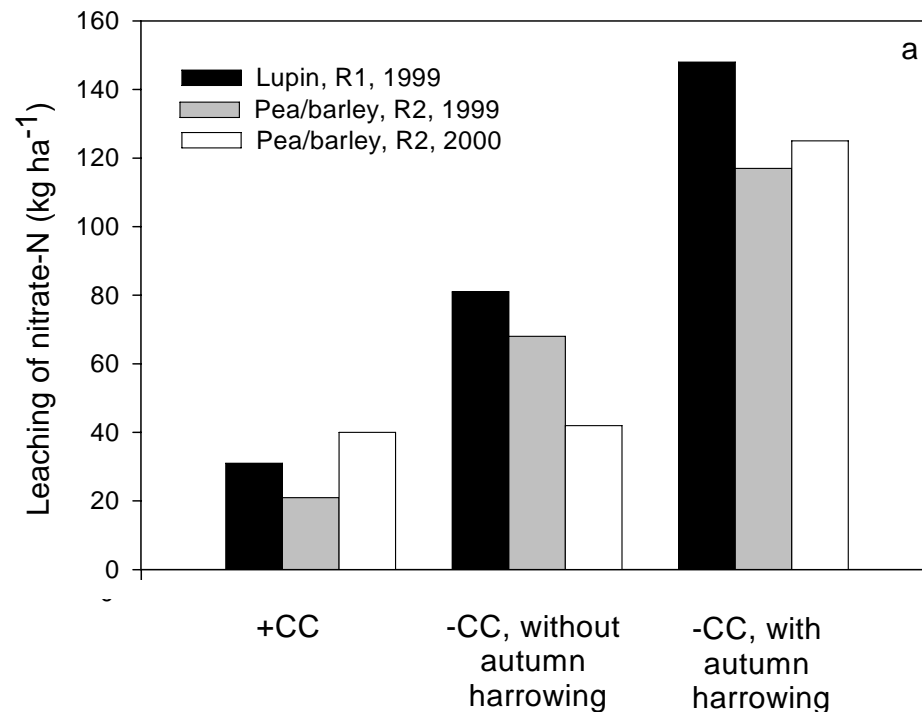 160
a
140
120
100
80
60
40
20
0
Leaching of nitrate-N (kg ha⁻¹)
Lupin, R1, 1999
Pea/barley, R2, 1999
Pea/barley, R2, 2000
+CC
-CC, without
autumn
harrowing
-CC, with
autumn
harrowing